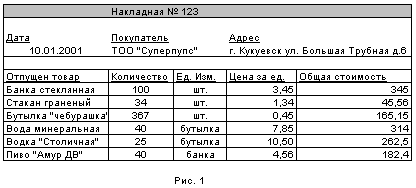 Накладная № 123
Дата Покупатель Адрес
10.01.2001 ТОО "Суперпупс" г. Кукуевск ул. Большая Трубная д.6
Отпущен товар Количество Ед. Изм. Цена за ед. Общая стоимость
Банка стеклянная 100 шт. 3,45 345
Стакан граненый 34 шт. 1,34 45,56
Бутылка "чебурашка" 367 шт. 0,45 165,15
Вода минеральная 40 бутылка 7,85 314
Водка "Столичная" 25 бутылка 10,50 262,5
Пиво "Амур ДВ" 40 банка 4,56 182,4
Рис. 1